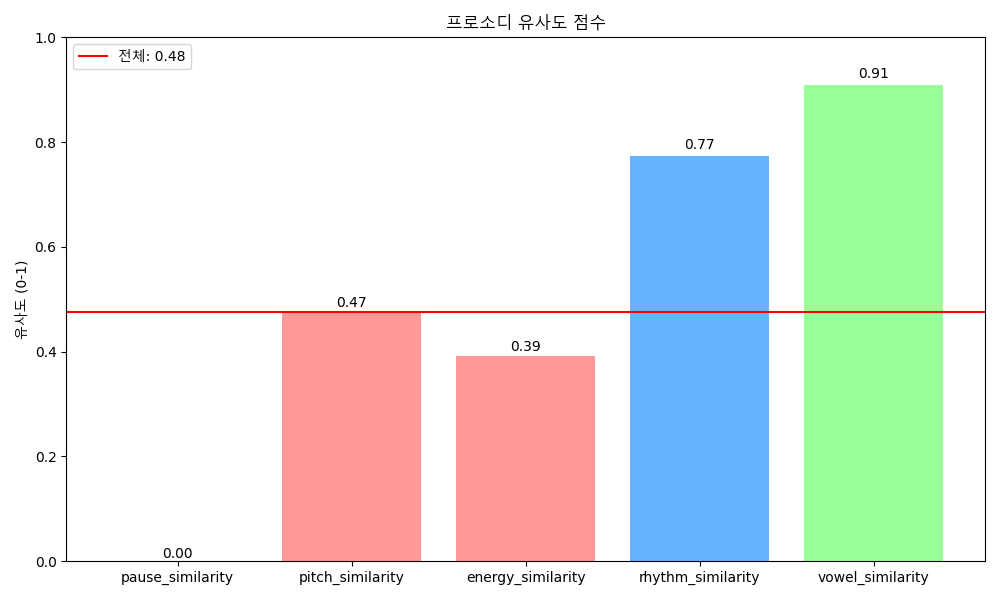 프로소디 유사도 점수
전체: 0.48
유사도 (0-1)
1.0
0.8
0.6
0.4
0.2
0.0
0.00
0.47
0.39
0.77
0.91
pause_similarity
pitch_similarity
energy_similarity
rhythm_similarity
vowel_similarity